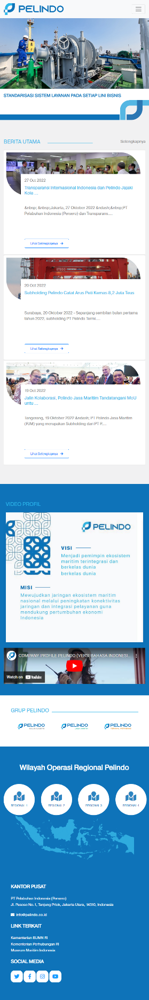 PELINDO
STANDARISASI SISTEM LAYANAN PADA SETIAP LINI BISNIS
BERITA UTAMA
Selengkapnya
27 Oct 2022
Transparansi Internasional Indonesia dan Pelindo Jajaki
Kola ...
&nbsp; &nbsp;Jakarta, 27 Oktober 2022 &ndash;&nbsp;PT
Pelabuhan Indonesia (Persero) dan Transparans....
Lihat Selengkapnya
STS03
20 Oct 2022
Subholding Pelindo Catat Arus Peti Kemas 8,2 Juta Teus
Surabaya, 20 Oktober 2022 - Sepanjang sembilan bulan pertama
tahun 2022, subholding PT Pelindo Termi....
Lihat Selengkapnya
19 Oct 2022
Jalin Kolaborasi, Pelindo Jasa Maritim Tandatangani MoU
untu ...
Tangerang, 19 Oktober 2022 &ndash; PT Pelindo Jasa Maritim
(PJM) yang merupakan Subholding dari PT P....
Lihat Selengkapnya
VIDEO PROFIL
PELINDO
VISI
Menjadi pemimpin ekosistem
maritim terintegrasi dan
berkelas dunia
berkelas dunia
MISI
Mewujudkan jaringan ekosistem maritim
nasional melalui peningkatan konektivitas
jaringan dan integrasi pelayanan guna
mendukung pertumbuhan ekonomi
Indonesia
COMPANY PROFILE PELINDO (VERSI BAHASA INDONESI...
Watch on YouTube
GRUP PELINDO
PELINDO
SOLUSI LOGISTIK
PELINDO
JASA MARITIM
PELINDO
TERMINAL PETIKEMAS
Wilayah Operasi Regional Pelindo
REGIONAL 1
REGIONAL 2
REGIONAL 3
REGIONAL 4
KANTOR PUSAT
PT Pelabuhan Indonesia (Persero)
Jl. Pasoso No.1, Tanjung Priok, Jakarta Utara, 14310, Indonesia
info@pelindo.co.id
LINK TERKAIT
Kementerian BUMN RI
Kementerian Perhubungan RI
Museum Maritim Indonesia
SOCIAL MEDIA